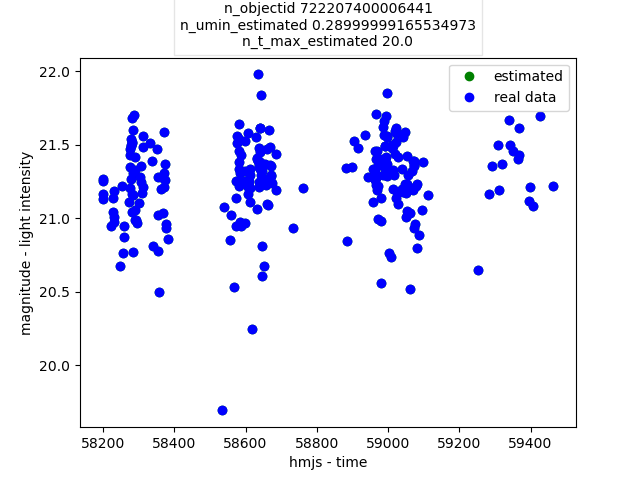 n_objectid 722207400006441
n_umin_estimated 0.28999999165534973
n_t_max_estimated 20.0
estimated
real data
22.0
21.5
21.0
20.5
20.0
magnitude - light intensity
58200 58400 58600 58800 59000 59200 59400
hmjs - time